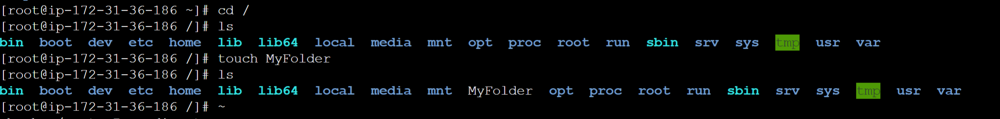 [root@ip-172-31-36-186 ~]# cd /
[root@ip-172-31-36-186 /]# ls
bin  boot  dev  etc  home  lib  lib64  local  media  mnt  opt  proc  root  run  sbin  srv  sys  tmp  usr  var
[root@ip-172-31-36-186 /]# touch MyFolder
[root@ip-172-31-36-186 /]# ls
bin  boot  dev  etc  home  lib  lib64  local  media  mnt  MyFolder  opt  proc  root  run  sbin  srv  sys  tmp  usr  var
[root@ip-172-31-36-186 /]# ~